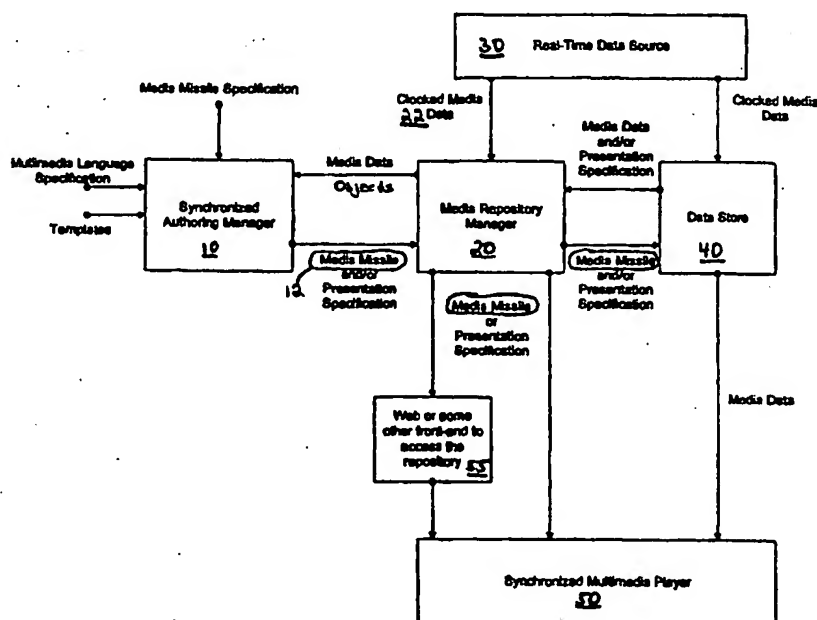 30 Real-Time Data Source
Media Missile Specification
Clocked Media
22 Data
Clocked Media
Data
Media Data
and/or
Presentation
Specification
Multimedia Language
Specification
Templates
Synchronized
Authoring Manager
10
Media Data
Objects
Media Repository
Manager
20
Data Store
40
12 Media Missile
and/or
Presentation
Specification
Media Missile
and/or
Presentation
Specification
Media Missile
or
Presentation
Specification
Media Data
Web or some
other front-end to
access the
repository 55
Synchronized Multimedia Player
50